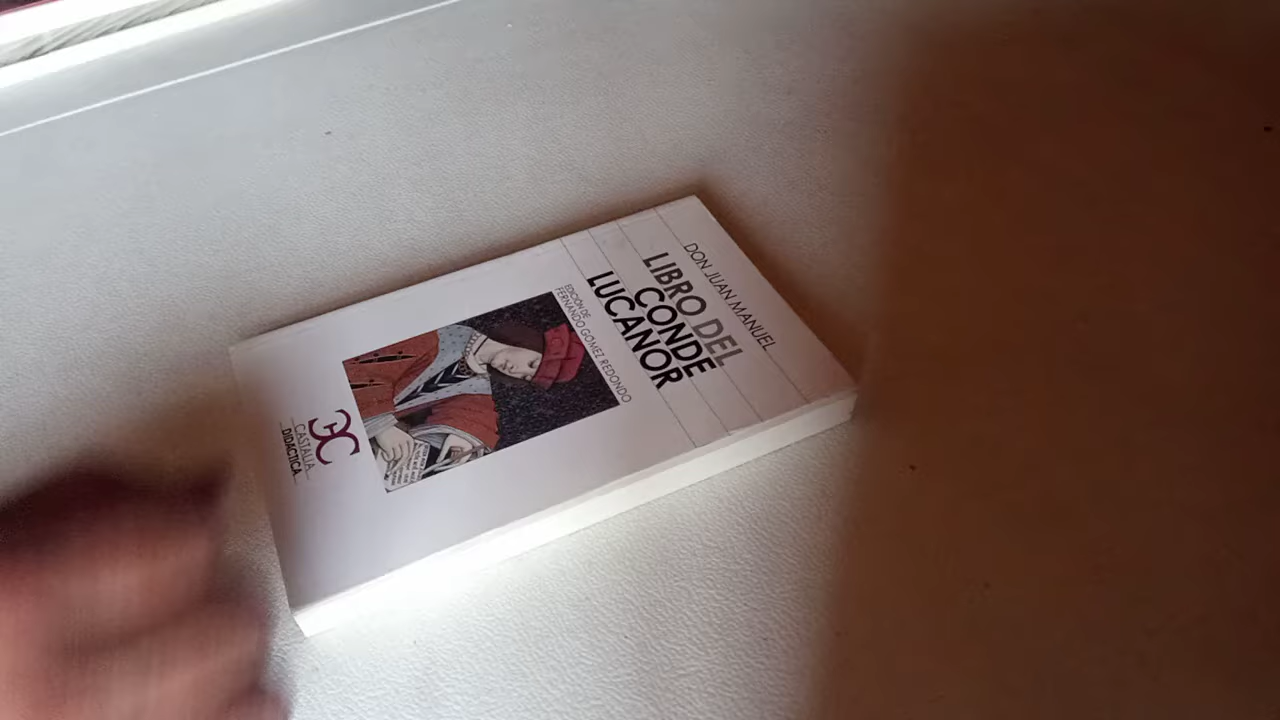 DON JUAN MANUEL
LIBRO DEL
CONDE
LUCANOR
EDICIÓN DE
FERNANDO GÓMEZ REDONDO
CASTALIA
DIDÁCTICA